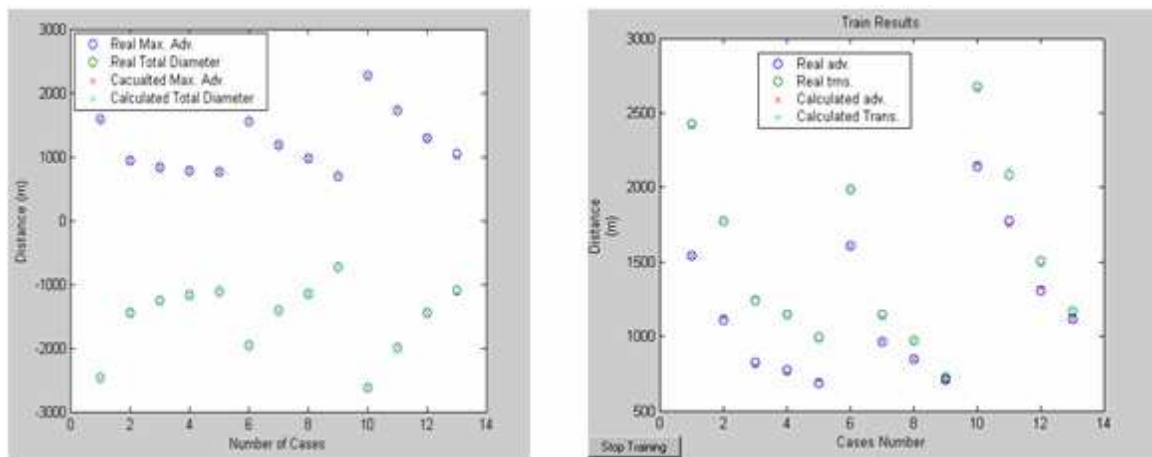 3000
2000
1000
0
-1000
-2000
-3000
Distance (m)
Real Max. Adv.
Real Total Diameter
Cacualted Max. Adv
Calculated Total Diameter
2
4
6
8
10
12
14
Number of Cases
Train Results
3000
2500
2000
1500
1000
500
Distance
(m)
Real adv.
Real trns.
Calculated adv.
Calculated Trans.
0
2
4
6
8
10
12
14
Cases Number
Stop Training